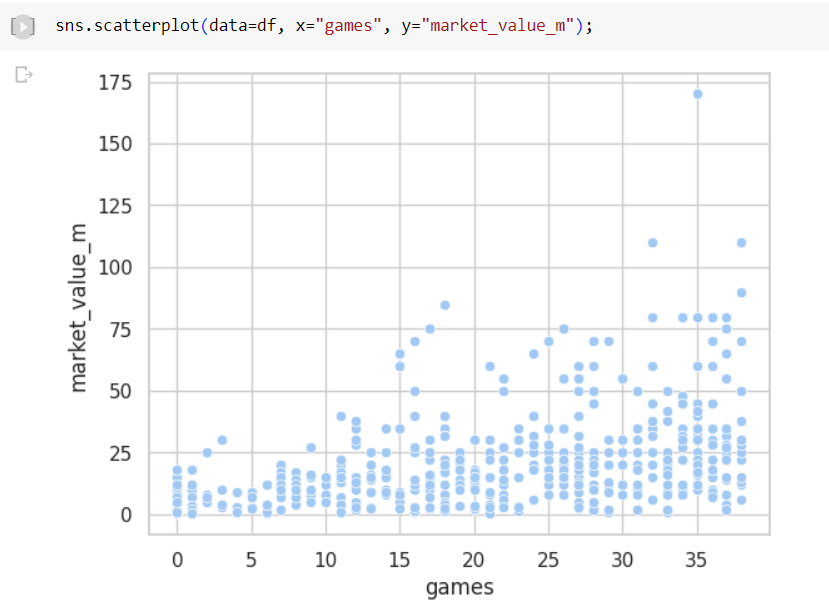 sns.scatterplot(data=df, x="games", y="market_value_m");
175
150
125
100
75
50
25
0
market_value_m
0 5 10 15 20 25 30 35
games